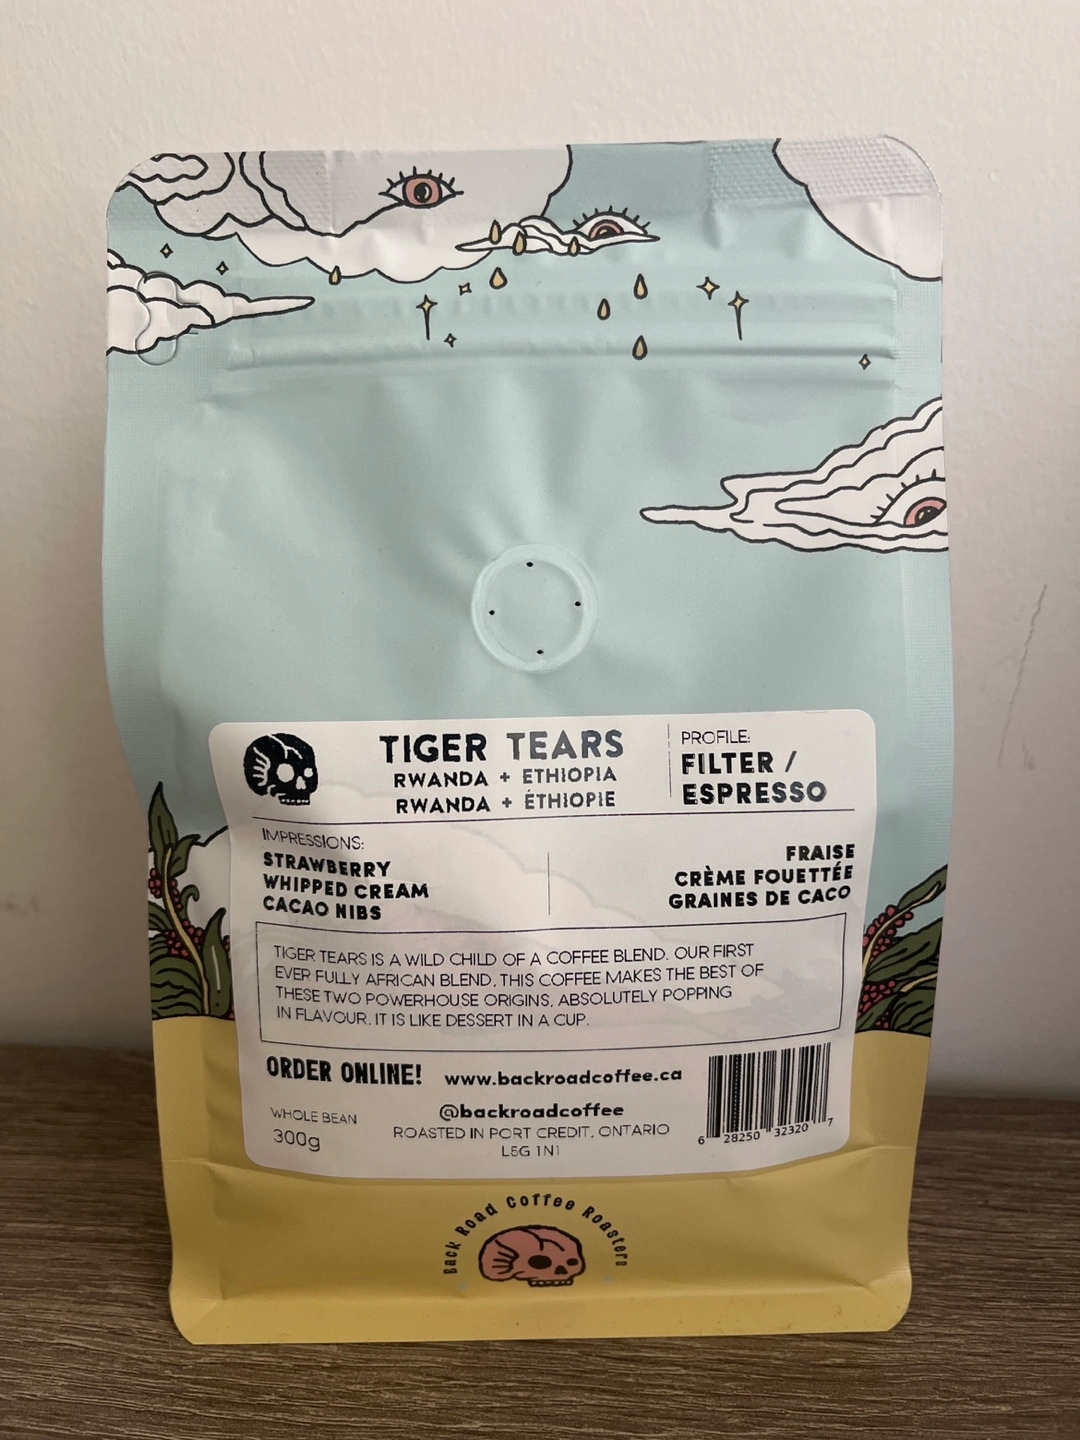 TIGER TEARS
RWANDA + ETHIOPIA
RWANDA + ÉTHIOPIE
PROFILE:
FILTER /
ESPRESSO
IMPRESSIONS:
STRAWBERRY
WHIPPED CREAM
CACAO NIBS
FRAISE
CRÈME FOUETTÉE
GRAINES DE CACO
TIGER TEARS IS A WILD CHILD OF A COFFEE BLEND. OUR FIRST
EVER FULLY AFRICAN BLEND, THIS COFFEE MAKES THE BEST OF
THESE TWO POWERHOUSE ORIGINS, ABSOLUTELY POPPING
IN FLAVOUR. IT IS LIKE DESSERT IN A CUP.
ORDER ONLINE! www.backroadcoffee.ca
@backroadcoffee
WHOLE BEAN
300g
ROASTED IN PORT CREDIT, ONTARIO
L5G 1N1
6 28250 32320 7
Back Road Coffee Roasters